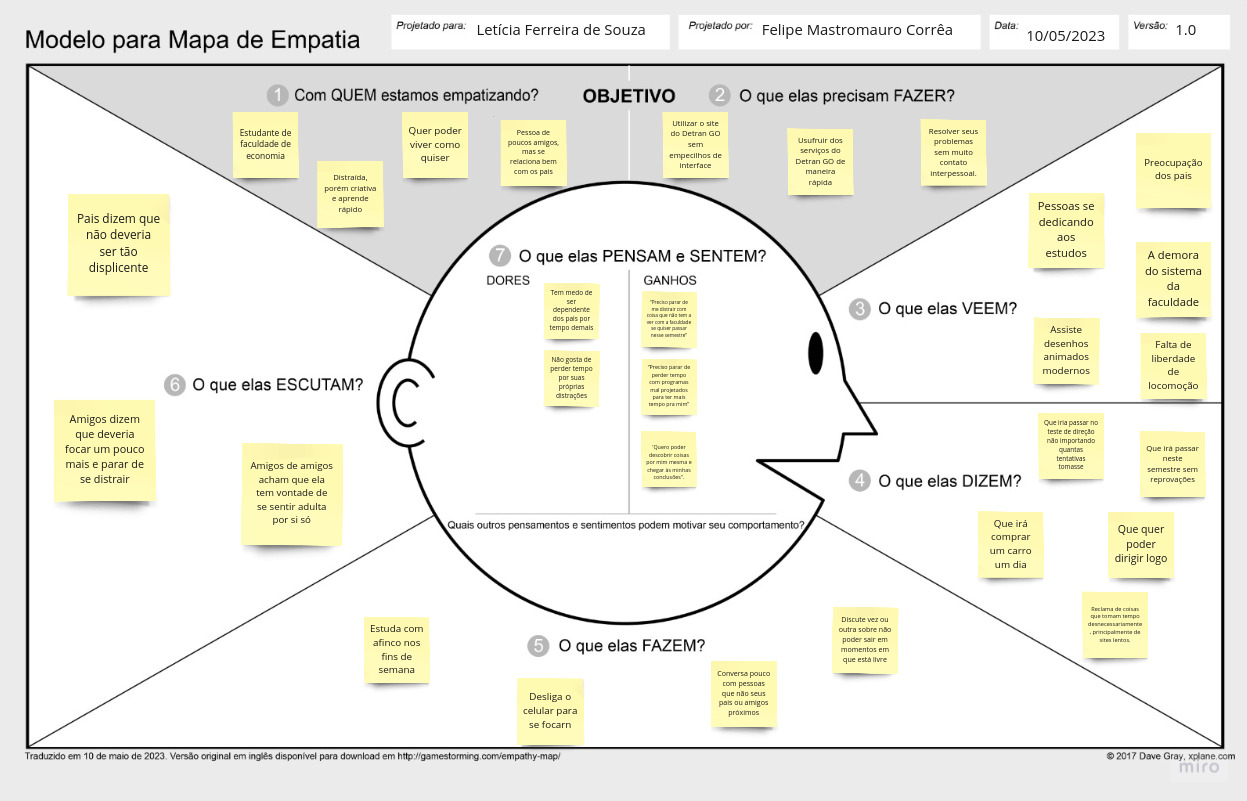 Modelo para Mapa de Empatia
Projetado para: Letícia Ferreira de Souza
Projetado por: Felipe Mastromauro Corrêa
Data: 10/05/2023
Versão: 1.0
1 Com QUEM estamos empatizando?
OBJETIVO
2 O que elas precisam FAZER?
Estudante de
faculdade de
economia
Distraída,
porém criativa
e aprende
rápido
Quer poder
viver como
quiser
Pessoa de
poucos amigos,
mas se
relaciona bem
com os pais
Utilizar o site
do Detran GO
sem
empecilhos de
interface
Usufruir dos
serviços do
Detran GO de
maneira
rápida
Resolver seus
problemas
sem muito
contato
interpessoal.
3 O que elas VEEM?
Preocupação
dos pais
Pessoas se
dedicando
aos
estudos
A demora
do sistema
da
faculdade
Assiste
desenhos
animados
modernos
Falta de
liberdade
de
locomoção
4 O que elas DIZEM?
Que iria passar no
teste de direção
não importando
quantas
tentativas
tomasse
Que irá passar
neste
semestre sem
reprovações
Que irá
comprar
um carro
um dia
Que quer
poder
dirigir logo
Reclama de coisas
que tomam tempo
desnecessariamente
, principalmente de
sites lentos.
5 O que elas FAZEM?
Estuda com
afinco nos
fins de
semana
Desliga o
celular para
se focarn
Conversa pouco
com pessoas
que não seus
pais ou amigos
próximos
Discute vez ou
outra sobre não
poder sair em
momentos em
que está livre
6 O que elas ESCUTAM?
Pais dizem que
não deveria
ser tão
displicente
Amigos dizem
que deveria
focar um pouco
mais e parar de
se distrair
Amigos de amigos
acham que ela
tem vontade de
se sentir adulta
por si só
7 O que elas PENSAM e SENTEM?
DORES
Tem medo de
ser
dependente
dos pais por
tempo demais
Não gosta de
perder tempo
por suas
próprias
distrações
GANHOS
"Preciso parar de
me distrair com
coisa que não tem a
ver com a faculdade
se quiser passar
nesse semestre"
"Preciso parar de
perder tempo
com programas
mal projetados
para ter mais
tempo pra mim"
"Quero poder
descobrir coisas
por mim mesma e
chegar às minhas
conclusões".
Quais outros pensamentos e sentimentos podem motivar seu comportamento?
Traduzido em 10 de maio de 2023. Versão original em inglês disponível para download em http://gamestorming.com/empathy-map/
© 2017 Dave Gray, xplane.com
miro